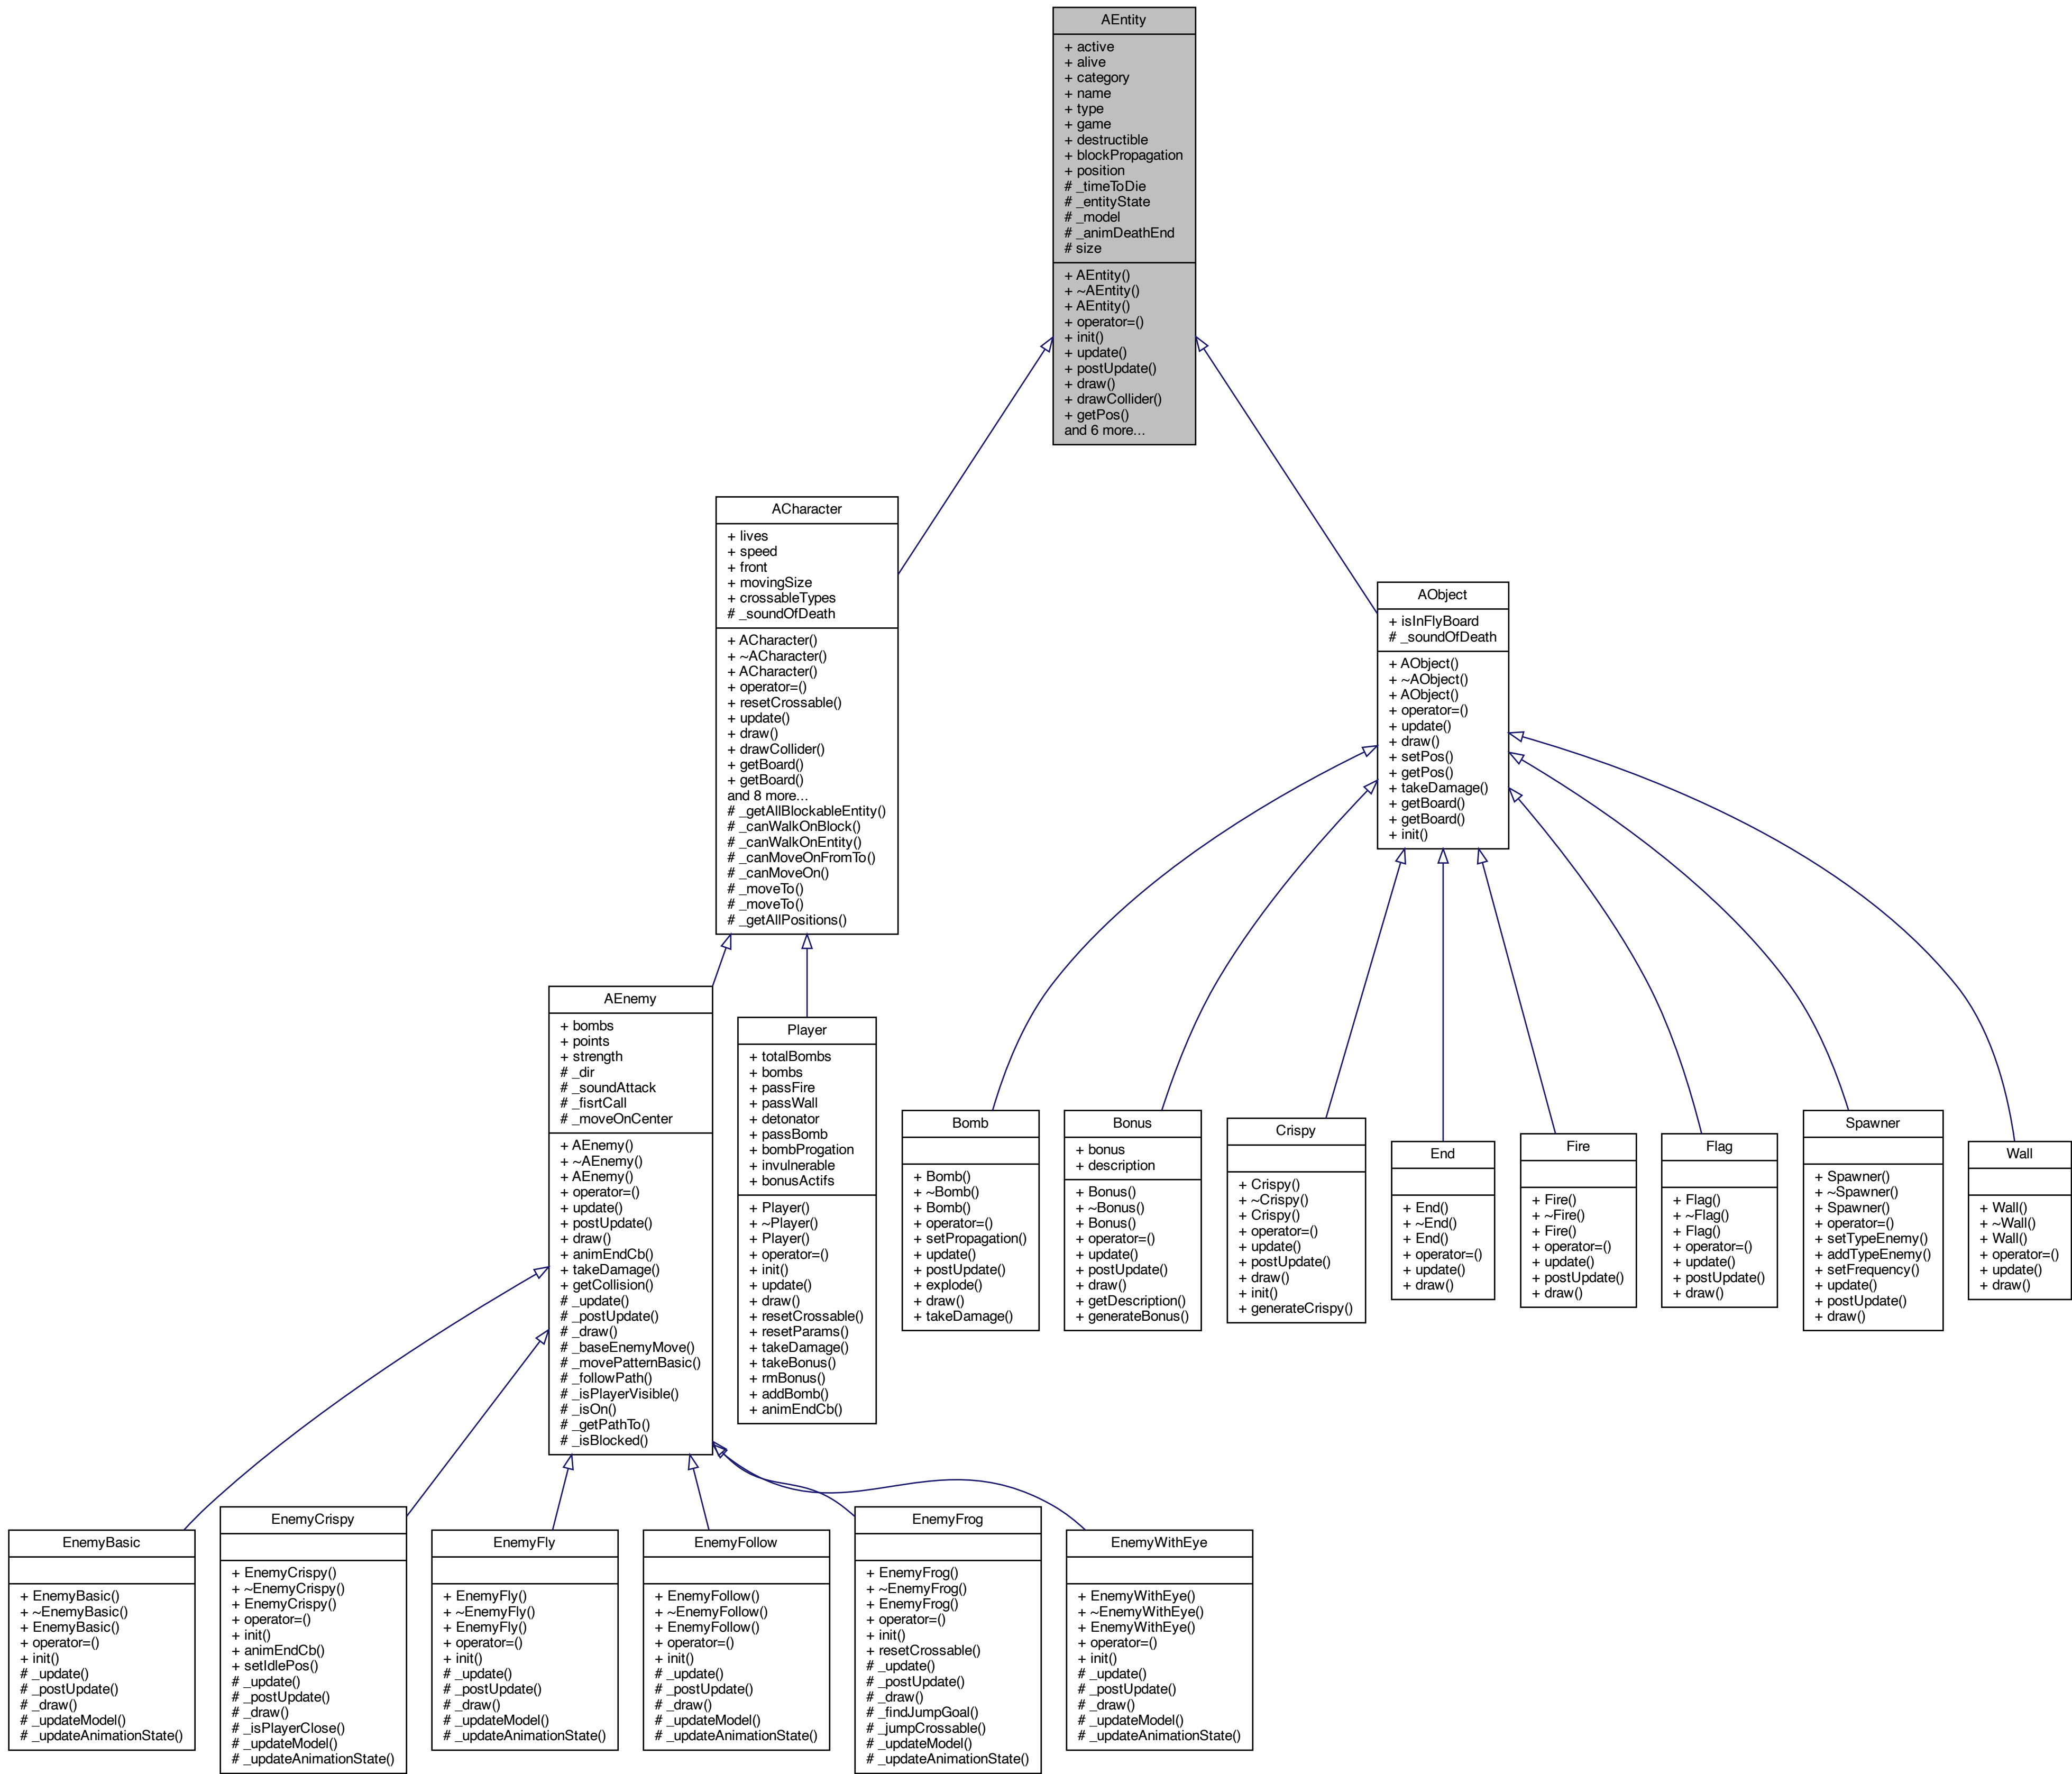 AEntity
+ active
+ alive
+ category
+ name
+ type
+ game
+ destructible
+ blockPropagation
+ position
# _timeToDie
# _entityState
# _model
# _animDeathEnd
# size
+ AEntity()
+ ~AEntity()
+ AEntity()
+ operator=()
+ init()
+ update()
+ postUpdate()
+ draw()
+ drawCollider()
+ getPos()
and 6 more...
ACharacter
+ lives
+ speed
+ front
+ movingSize
+ crossableTypes
# _soundOfDeath
+ ACharacter()
+ ~ACharacter()
+ ACharacter()
+ operator=()
+ resetCrossable()
+ update()
+ draw()
+ drawCollider()
+ getBoard()
+ getBoard()
and 8 more...
# _getAllBlockableEntity()
# _canWalkOnBlock()
# _canWalkOnEntity()
# _canMoveOnFromTo()
# _canMoveOn()
# _moveTo()
# _moveTo()
# _getAllPositions()
AObject
+ isInFlyBoard
# _soundOfDeath
+ AObject()
+ ~AObject()
+ AObject()
+ operator=()
+ update()
+ draw()
+ setPos()
+ getPos()
+ takeDamage()
+ getBoard()
+ getBoard()
+ init()
AEnemy
+ bombs
+ points
+ strength
# _dir
# _soundAttack
# _fisrtCall
# _moveOnCenter
+ AEnemy()
+ ~AEnemy()
+ AEnemy()
+ operator=()
+ update()
+ postUpdate()
+ draw()
+ animEndCb()
+ takeDamage()
+ getCollision()
# _update()
# _postUpdate()
# _draw()
# _baseEnemyMove()
# _movePatternBasic()
# _followPath()
# _isPlayerVisible()
# _isOn()
# _getPathTo()
# _isBlocked()
Player
+ totalBombs
+ bombs
+ passFire
+ passWall
+ detonator
+ passBomb
+ bombProgation
+ invulnerable
+ bonusActifs
+ Player()
+ ~Player()
+ Player()
+ operator=()
+ init()
+ update()
+ draw()
+ resetCrossable()
+ resetParams()
+ takeDamage()
+ takeBonus()
+ rmBonus()
+ addBomb()
+ animEndCb()
Bomb
+ Bomb()
+ ~Bomb()
+ Bomb()
+ operator=()
+ setPropagation()
+ update()
+ postUpdate()
+ explode()
+ draw()
+ takeDamage()
Bonus
+ bonus
+ description
+ Bonus()
+ ~Bonus()
+ Bonus()
+ operator=()
+ update()
+ postUpdate()
+ draw()
+ getDescription()
+ generateBonus()
Crispy
+ Crispy()
+ ~Crispy()
+ Crispy()
+ operator=()
+ update()
+ postUpdate()
+ draw()
+ init()
+ generateCrispy()
End
+ End()
+ ~End()
+ End()
+ operator=()
+ update()
+ draw()
Fire
+ Fire()
+ ~Fire()
+ Fire()
+ operator=()
+ update()
+ postUpdate()
+ draw()
Flag
+ Flag()
+ ~Flag()
+ Flag()
+ operator=()
+ update()
+ postUpdate()
+ draw()
Spawner
+ Spawner()
+ ~Spawner()
+ Spawner()
+ operator=()
+ setTypeEnemy()
+ addTypeEnemy()
+ setFrequency()
+ update()
+ postUpdate()
+ draw()
Wall
+ Wall()
+ ~Wall()
+ Wall()
+ operator=()
+ update()
+ draw()
EnemyBasic
+ EnemyBasic()
+ ~EnemyBasic()
+ EnemyBasic()
+ operator=()
+ init()
# _update()
# _postUpdate()
# _draw()
# _updateModel()
# _updateAnimationState()
EnemyCrispy
+ EnemyCrispy()
+ ~EnemyCrispy()
+ EnemyCrispy()
+ operator=()
+ init()
+ animEndCb()
+ setIdlePos()
# _update()
# _postUpdate()
# _draw()
# _isPlayerClose()
# _updateModel()
# _updateAnimationState()
EnemyFly
+ EnemyFly()
+ ~EnemyFly()
+ EnemyFly()
+ operator=()
+ init()
# _update()
# _postUpdate()
# _draw()
# _updateModel()
# _updateAnimationState()
EnemyFollow
+ EnemyFollow()
+ ~EnemyFollow()
+ EnemyFollow()
+ operator=()
+ init()
# _update()
# _postUpdate()
# _draw()
# _updateModel()
# _updateAnimationState()
EnemyFrog
+ EnemyFrog()
+ ~EnemyFrog()
+ EnemyFrog()
+ operator=()
+ init()
+ resetCrossable()
# _update()
# _postUpdate()
# _draw()
# _findJumpGoal()
# _jumpCrossable()
# _updateModel()
# _updateAnimationState()
EnemyWithEye
+ EnemyWithEye()
+ ~EnemyWithEye()
+ EnemyWithEye()
+ operator=()
+ init()
# _update()
# _postUpdate()
# _draw()
# _updateModel()
# _updateAnimationState()